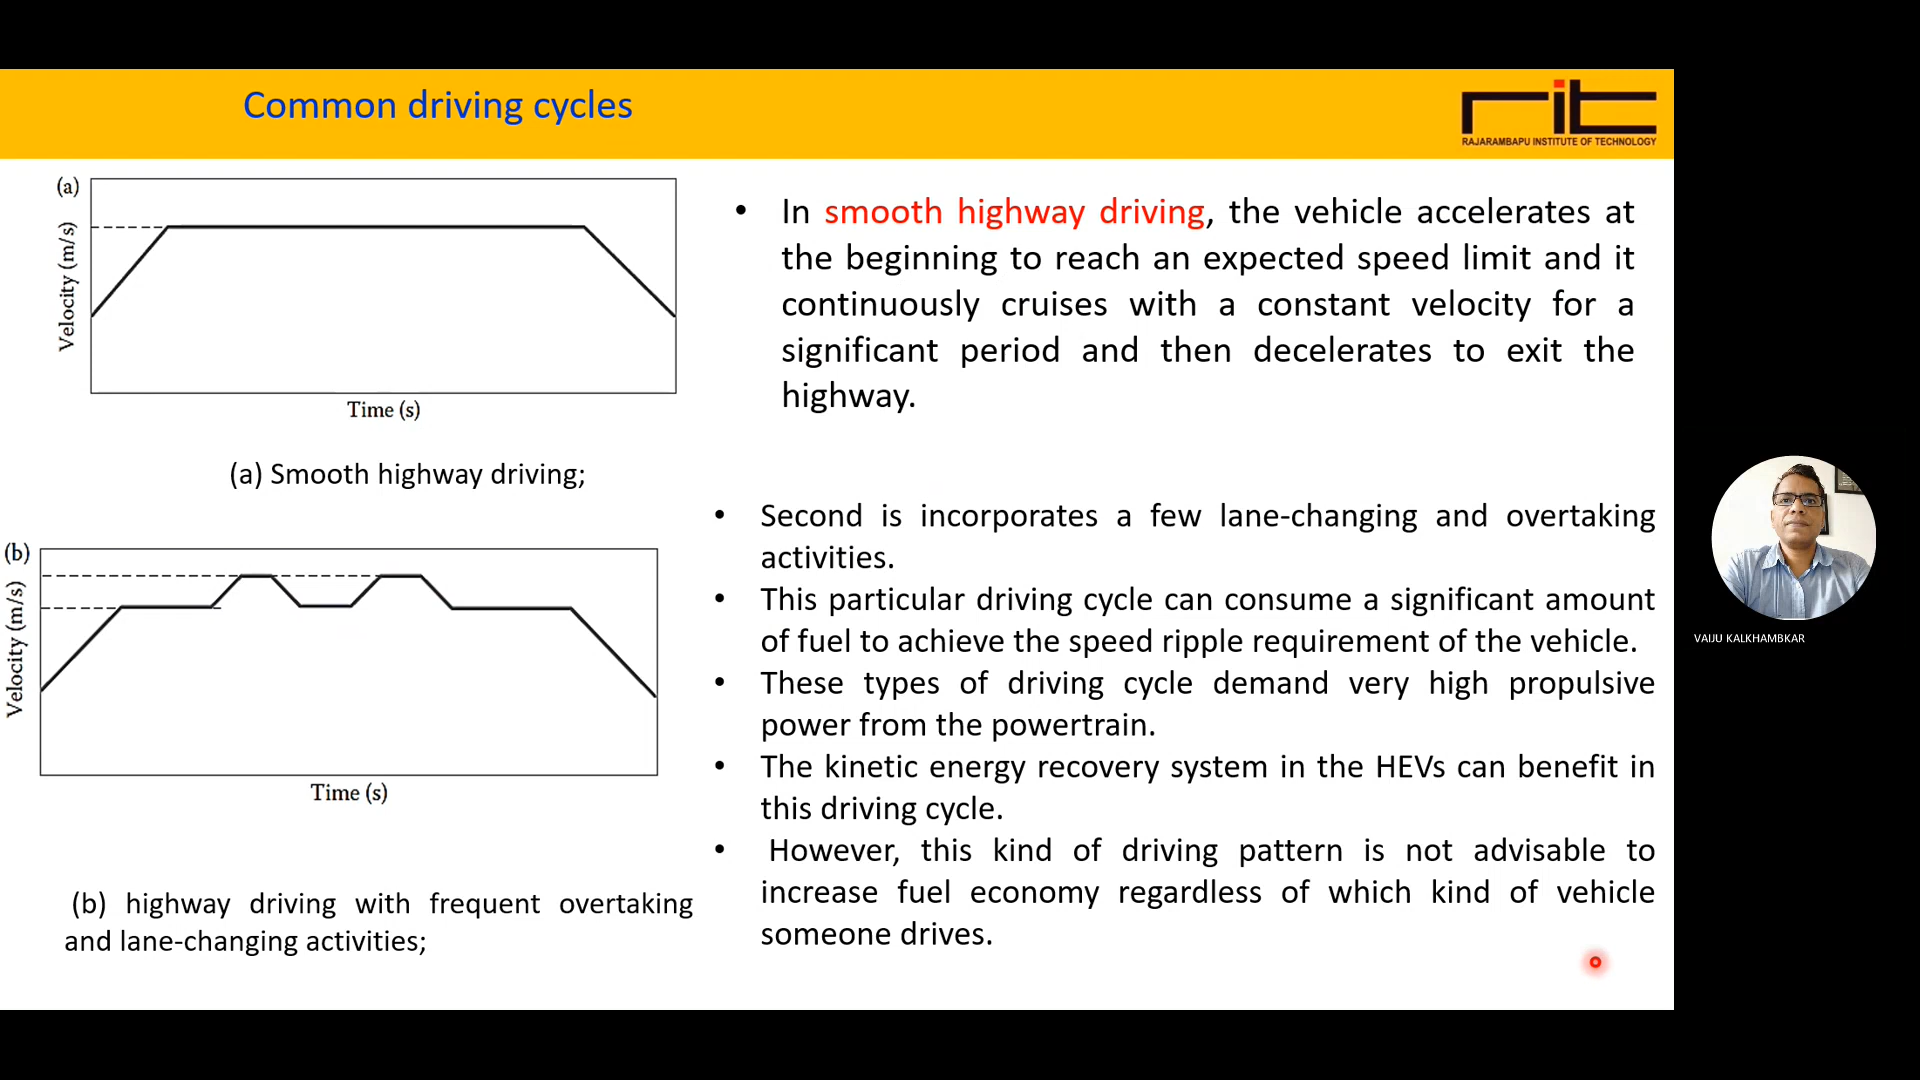 Common driving cycles
rit
RAJARAMBAPU INSTITUTE OF TECHNOLOGY
(a)
Velocity (m/s)
Time (s)
(a) Smooth highway driving;
(b)
Velocity (m/s)
Time (s)
(b) highway driving with frequent overtaking
and lane-changing activities;
• In smooth highway driving, the vehicle accelerates at
the beginning to reach an expected speed limit and it
continuously cruises with a constant velocity for a
significant period and then decelerates to exit the
highway.
• Second is incorporates a few lane-changing and overtaking
activities.
• This particular driving cycle can consume a significant amount
of fuel to achieve the speed ripple requirement of the vehicle.
• These types of driving cycle demand very high propulsive
power from the powertrain.
• The kinetic energy recovery system in the HEVs can benefit in
this driving cycle.
• However, this kind of driving pattern is not advisable to
increase fuel economy regardless of which kind of vehicle
someone drives.
VAIJU KALKHAMBKAR